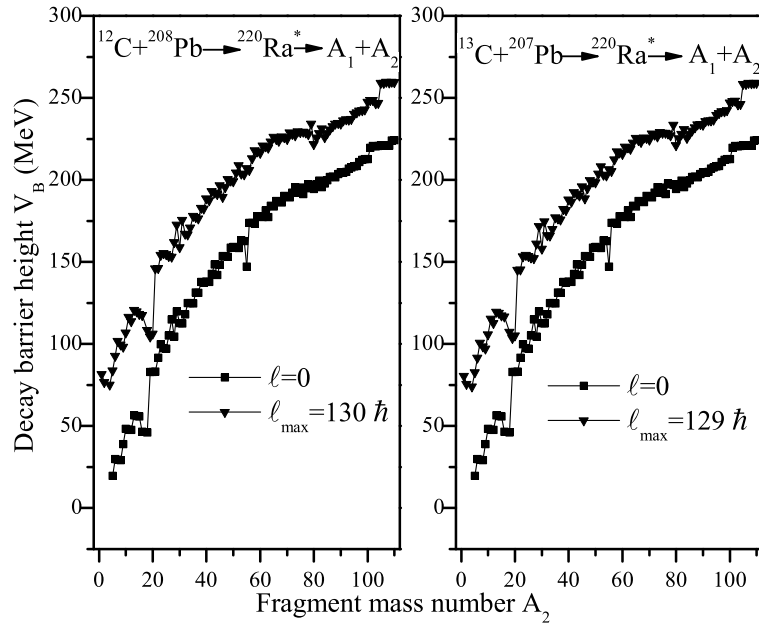 ¹²C+²⁰⁸Pb→²²⁰Ra*→A₁+A₂
¹³C+²⁰⁷Pb→²²⁰Ra*→A₁+A₂
Decay barrier height V_B (MeV)
300
250
200
150
100
50
0
ℓ=0
ℓ_max=130 ℏ
0 20 40 60 80 100
300
250
200
150
100
50
0
ℓ=0
ℓ_max=129 ℏ
0 20 40 60 80 100
Fragment mass number A₂